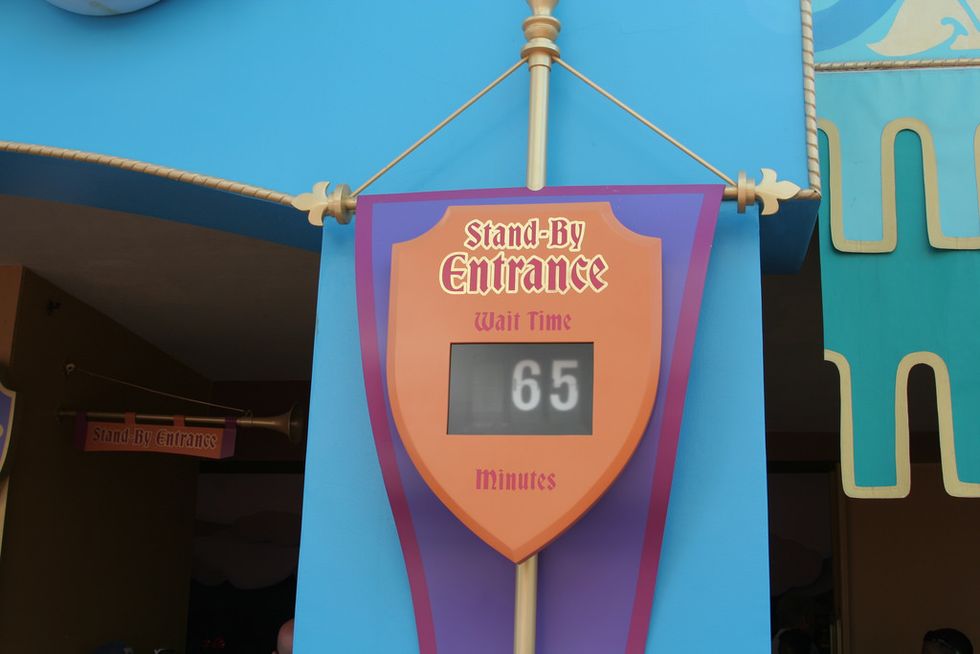 Stand-By
Entrance
Wait Time
65
Minutes
Stand-By Entrance